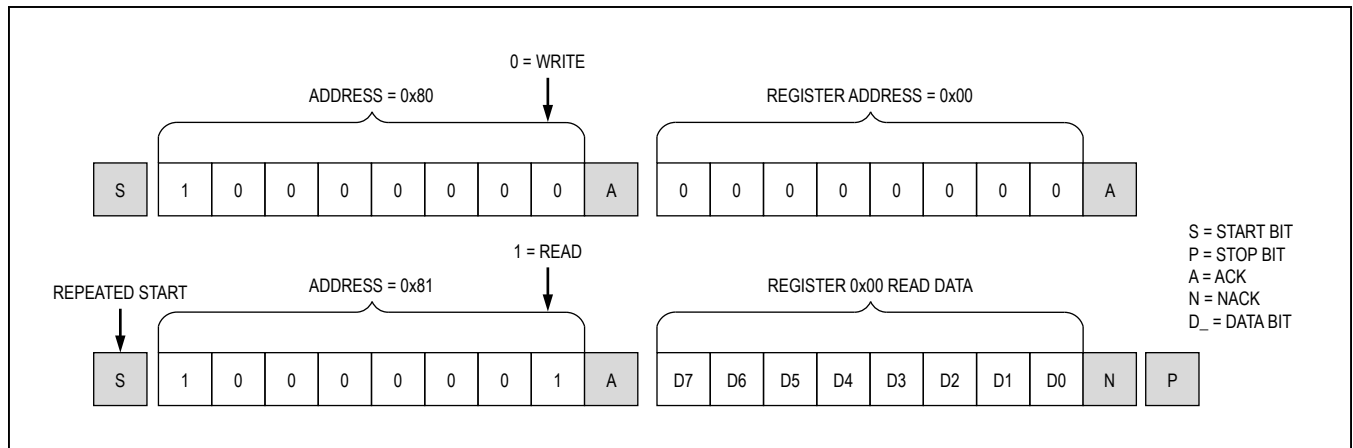 0 = WRITE
ADDRESS = 0x80 REGISTER ADDRESS = 0x00
S 1 0 0 0 0 0 0 0 A 0 0 0 0 0 0 0 0 A
S = START BIT
P = STOP BIT
A = ACK
N = NACK
D_ = DATA BIT
1 = READ
REPEATED START ADDRESS = 0x81 REGISTER 0x00 READ DATA
S 1 0 0 0 0 0 0 1 A D7 D6 D5 D4 D3 D2 D1 D0 N P